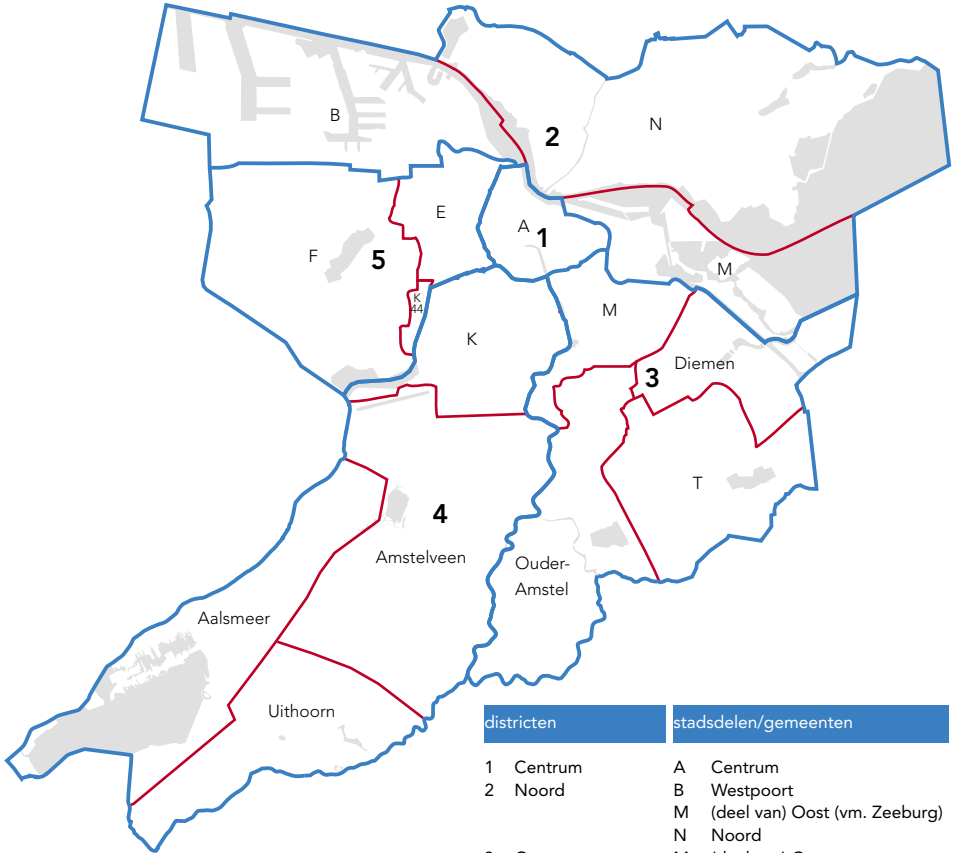 B
2
N
E
A
1
F
5
M
K
44
M
K
Diemen
3
T
4
Amstelveen
Ouder-
Amstel
Aalsmeer
Uithoorn
districten stadsdelen/gemeenten
1 Centrum A Centrum
2 Noord B Westpoort
M (deel van) Oost (vm. Zeeburg)
N Noord